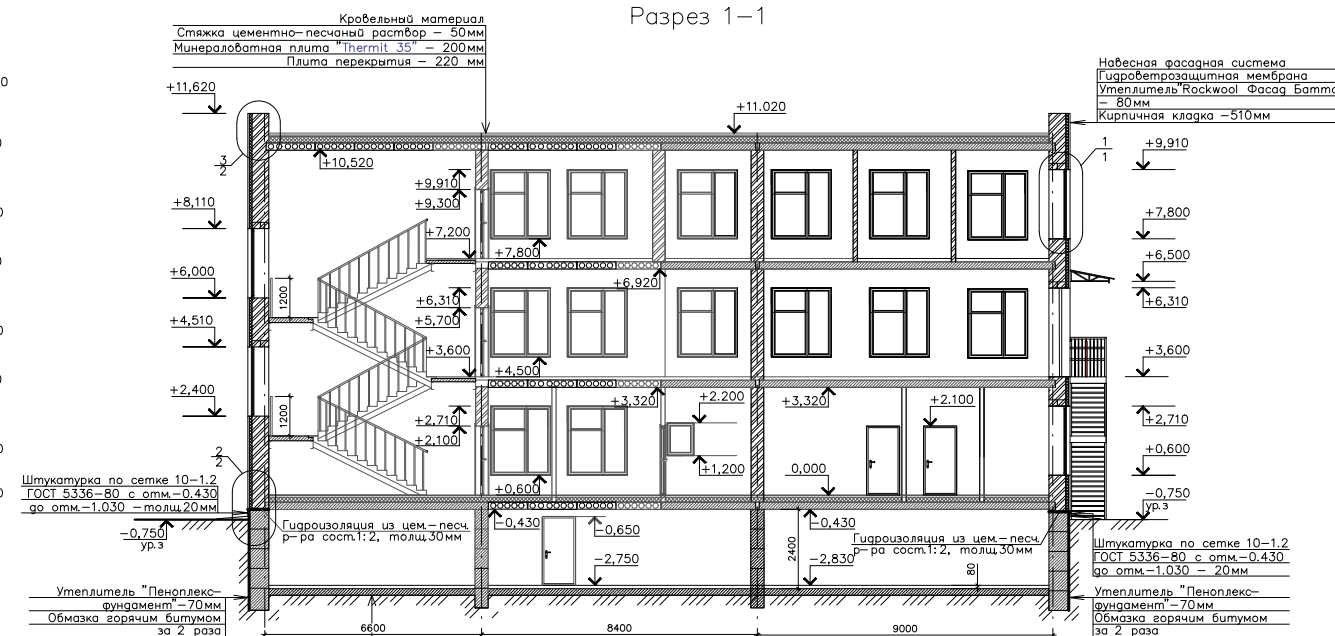 Разрез 1-1
Кровельный материал
Стяжка цементно-песчаный раствор - 50мм
Минераловатная плита "Thermit 35" - 200мм
Плита перекрытия - 220 мм
Навесная фасадная система
Гидроветрозащитная мембрана
Утеплитель"Rockwool Фасад Баттс
- 80мм
Кирпичная кладка -510мм
+11,620
+11.020
+10,520
3
2
1
1
+9,910
+9,910
+9,300
+8,110
+7,800
+7,200
+7,800
+6,500
+6,000
+6,920
+6,310
+6,310
+5,700
1200
+4,510
+3,600
+4,500
+3,600
+2,400
+3,320
+2.200
+3,320
+2.100
+2,710
+2,710
+2,100
1200
+1,200
+0,600
+0,600
0,000
2
2
Штукатурка по сетке 10-1.2
ГОСТ 5336-80 с отм.-0.430
до отм.-1.030 -толщ.20мм
-0,750
ур.з
-0,750
ур.з
Гидроизоляция из цем.-песч.
р-ра сост.1:2, толщ.30мм
-0,430
-0,650
-0,430
Гидроизоляция из цем.-песч.
р-ра сост.1:2, толщ.30мм
2400
-2,750
-2,830
80
Штукатурка по сетке 10-1.2
ГОСТ 5336-80 с отм.-0.430
до отм.-1.030 - 20мм
Утеплитель "Пеноплекс-
фундамент"-70мм
Обмазка горячим битумом
за 2 раза
Утеплитель "Пеноплекс-
фундамент"-70мм
Обмазка горячим битумом
за 2 раза
6600
8400
9000